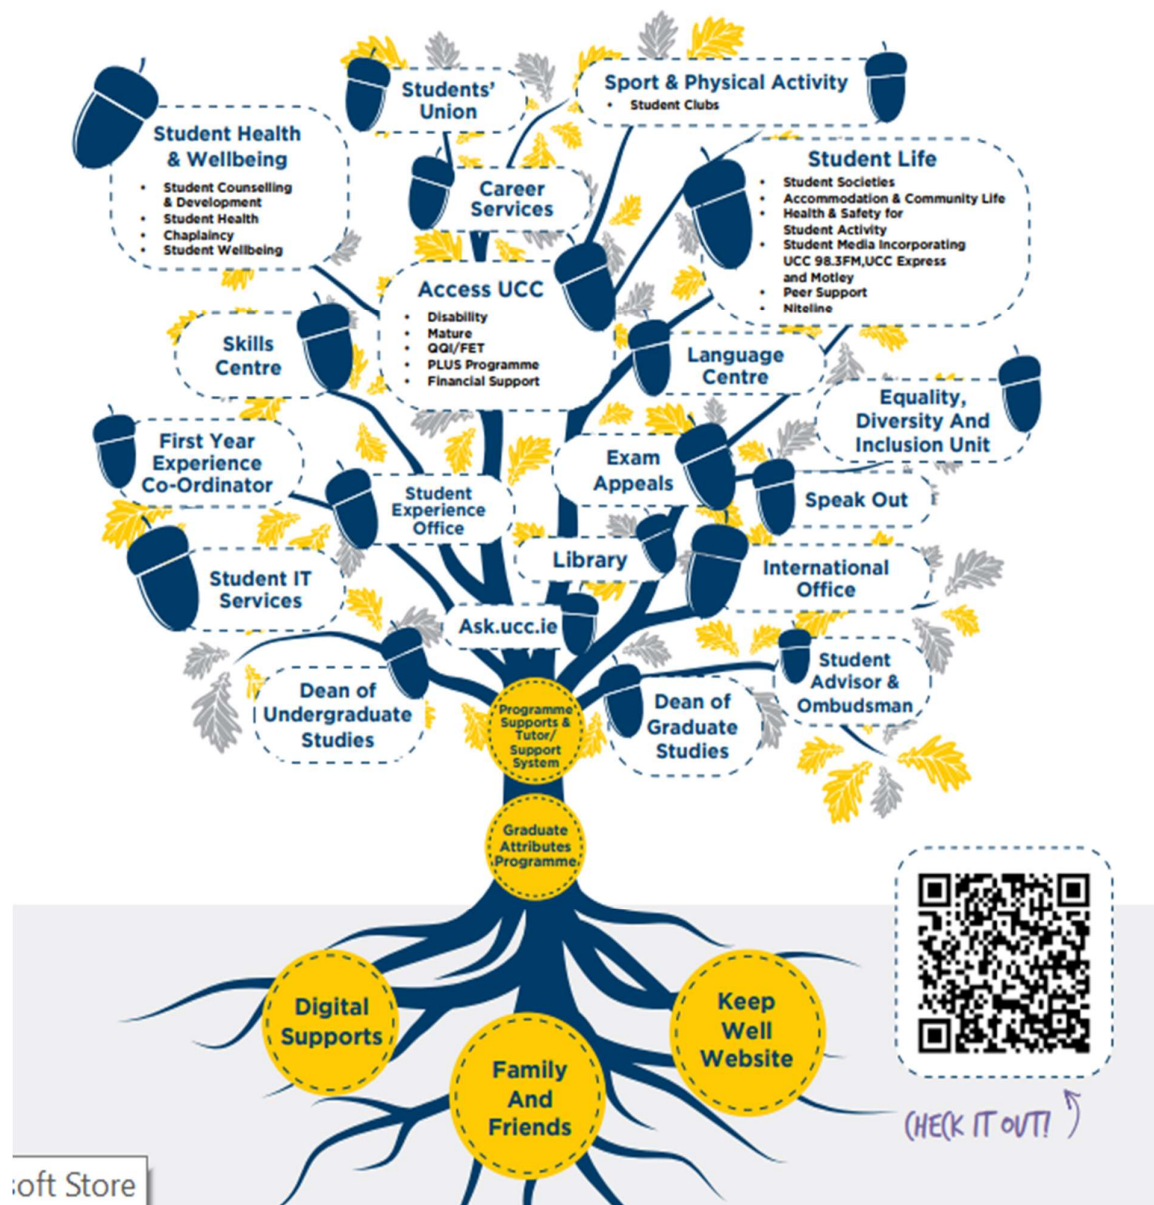 Students'
Union
Sport & Physical Activity
• Student Clubs
Student Health
& Wellbeing
• Student Counselling
& Development
• Student Health
• Chaplaincy
• Student Wellbeing
Career
Services
Student Life
• Student Societies
• Accommodation & Community Life
• Health & Safety for
Student Activity
• Student Media Incorporating
UCC 98.3FM,UCC Express
and Motley
• Peer Support
• Niteline
Access UCC
• Disability
• Mature
• QQI/FET
• PLUS Programme
• Financial Support
Skills
Centre
Language
Centre
Equality,
Diversity And
Inclusion Unit
First Year
Experience
Co-Ordinator
Exam
Appeals
Student
Experience
Office
Speak Out
Library
International
Office
Student IT
Services
Ask.ucc.ie
Student
Advisor &
Ombudsman
Dean of
Undergraduate
Studies
Dean of
Graduate
Studies
Programme
Supports &
Tutor/
Support
System
Graduate
Attributes
Programme
Digital
Supports
Keep
Well
Website
Family
And
Friends
CHECK IT OUT!
soft Store